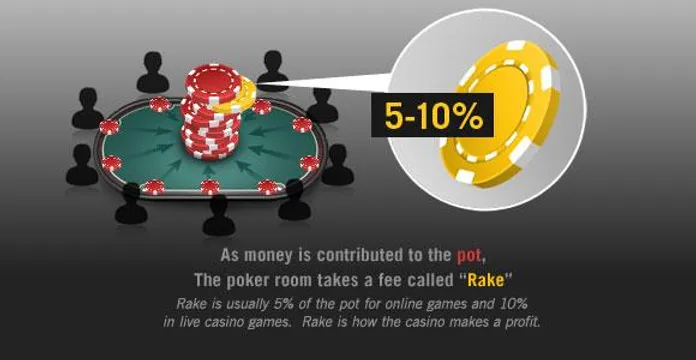 5-10%
As money is contributed to the pot,
The poker room takes a fee called “Rake”
Rake is usually 5% of the pot for online games and 10%
in live casino games. Rake is how the casino makes a profit.